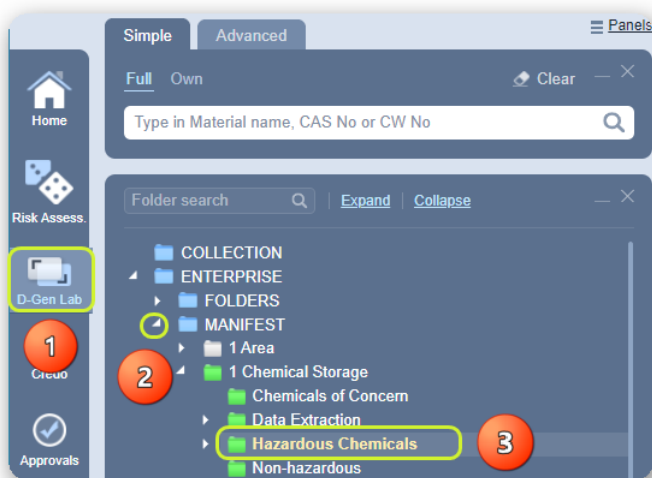 Simple
Advanced
Panels
Full
Own
Clear
Type in Material name, CAS No or CW No
Home
Risk Assess.
D-Gen Lab
1
Credo
Approvals
Folder search
Expand
Collapse
COLLECTION
ENTERPRISE
FOLDERS
MANIFEST
1 Area
2
1 Chemical Storage
Chemicals of Concern
Data Extraction
Hazardous Chemicals
3
Non-hazardous